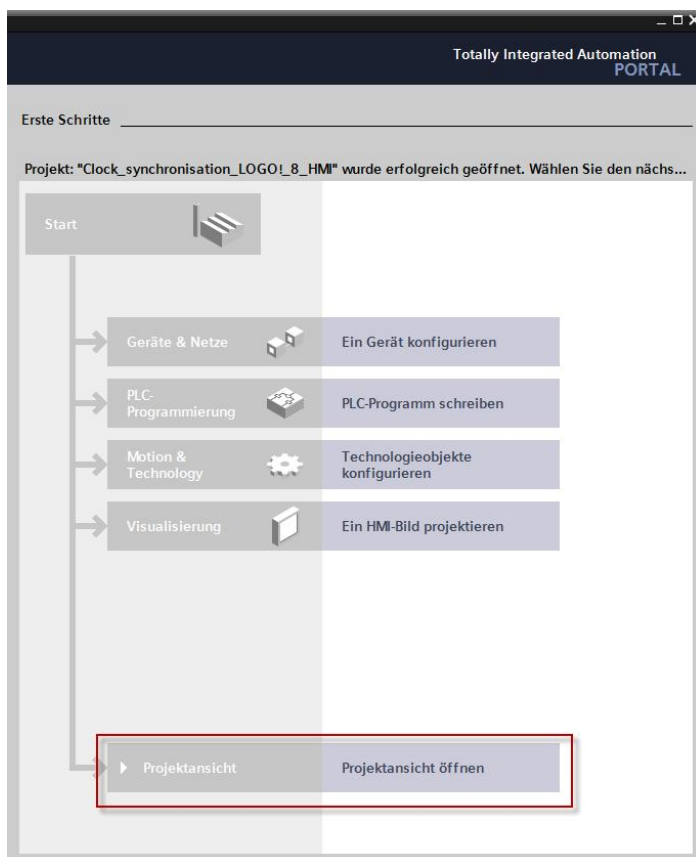 Totally Integrated Automation
PORTAL
Erste Schritte
Projekt: "Clock_synchronisation_LOGO!_8_HMI" wurde erfolgreich geöffnet. Wählen Sie den nächs...
Start
Geräte & Netze
Ein Gerät konfigurieren
PLC-
Programmierung
PLC-Programm schreiben
Motion &
Technology
Technologieobjekte
konfigurieren
Visualisierung
Ein HMI-Bild projektieren
Projektansicht
Projektansicht öffnen